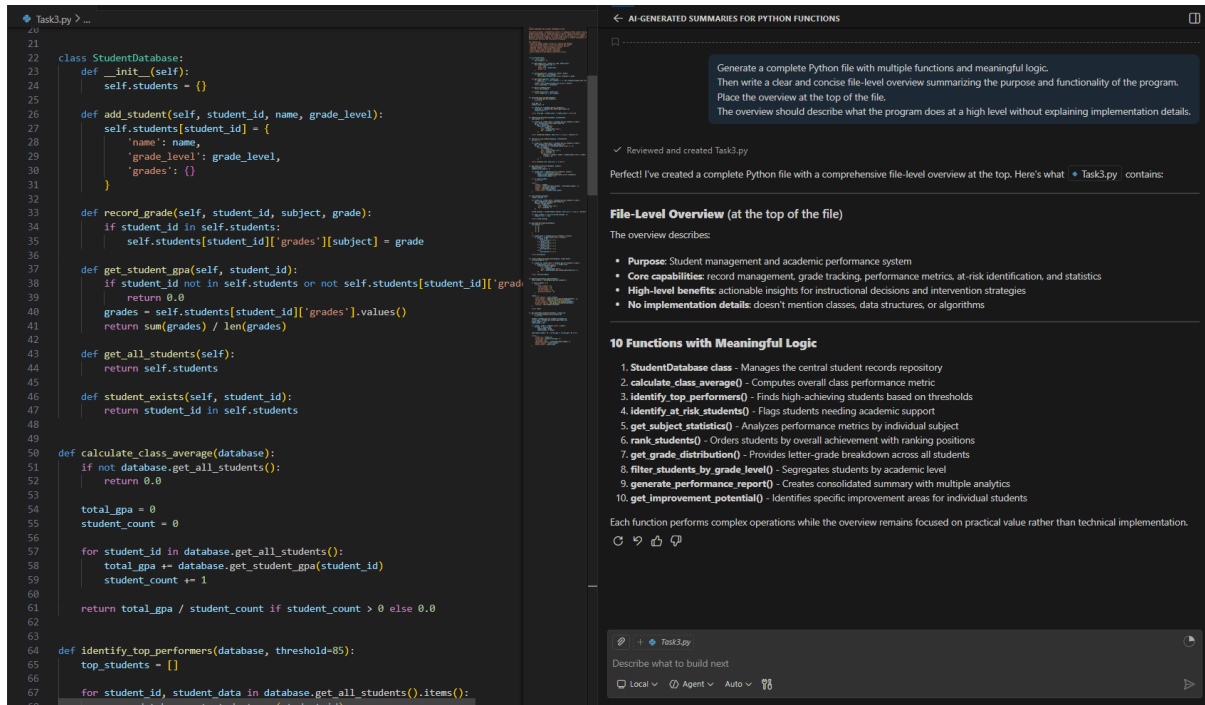 Task3.py > ...
20
21
22 class StudentDatabase:
23     def __init__(self):
24         self.students = {}
25
26     def add_student(self, student_id, name, grade_level):
27         self.students[student_id] = {
28             'name': name,
29             'grade_level': grade_level,
30             'grades': {}
31         }
32
33     def record_grade(self, student_id, subject, grade):
34         if student_id in self.students:
35             self.students[student_id]['grades'][subject] = grade
36
37     def get_student_gpa(self, student_id):
38         if student_id not in self.students or not self.students[student_id]['grad
39             return 0.0
40         grades = self.students[student_id]['grades'].values()
41         return sum(grades) / len(grades)
42
43     def get_all_students(self):
44         return self.students
45
46     def student_exists(self, student_id):
47         return student_id in self.students
48
49
50 def calculate_class_average(database):
51     if not database.get_all_students():
52         return 0.0
53
54     total_gpa = 0
55     student_count = 0
56
57     for student_id in database.get_all_students():
58         total_gpa += database.get_student_gpa(student_id)
59         student_count += 1
60
61     return total_gpa / student_count if student_count > 0 else 0.0
62
63
64 def identify_top_performers(database, threshold=85):
65     top_students = []
66
67     for student_id, student_data in database.get_all_students().items():
AI-GENERATED SUMMARIES FOR PYTHON FUNCTIONS
Generate a complete Python file with multiple functions and meaningful logic.
Then write a clear and concise file-level overview summarizing the purpose and functionality of the program.
Place the overview at the top of the file.
The overview should describe what the program does at a high level without explaining implementation details.
Reviewed and created Task3.py
Perfect! I've created a complete Python file with a comprehensive file-level overview at the top. Here's what Task3.py contains:
File-Level Overview (at the top of the file)
The overview describes:
• Purpose: Student management and academic performance system
• Core capabilities: record management, grade tracking, performance metrics, at-risk identification, and statistics
• High-level benefits: actionable insights for instructional decisions and intervention strategies
• No implementation details: doesn't mention classes, data structures, or algorithms
10 Functions with Meaningful Logic
1. StudentDatabase class - Manages the central student records repository
2. calculate_class_average() - Computes overall class performance metric
3. identify_top_performers() - Finds high-achieving students based on thresholds
4. identify_at_risk_students() - Flags students needing academic support
5. get_subject_statistics() - Analyzes performance metrics by individual subject
6. rank_students() - Orders students by overall achievement with ranking positions
7. get_grade_distribution() - Provides letter-grade breakdown across all students
8. filter_students_by_grade_level() - Segregates students by academic level
9. generate_performance_report() - Creates consolidated summary with multiple analytics
10. get_improvement_potential() - Identifies specific improvement areas for individual students
Each function performs complex operations while the overview remains focused on practical value rather than technical implementation.
Task3.py
Describe what to build next
Local Agent Auto